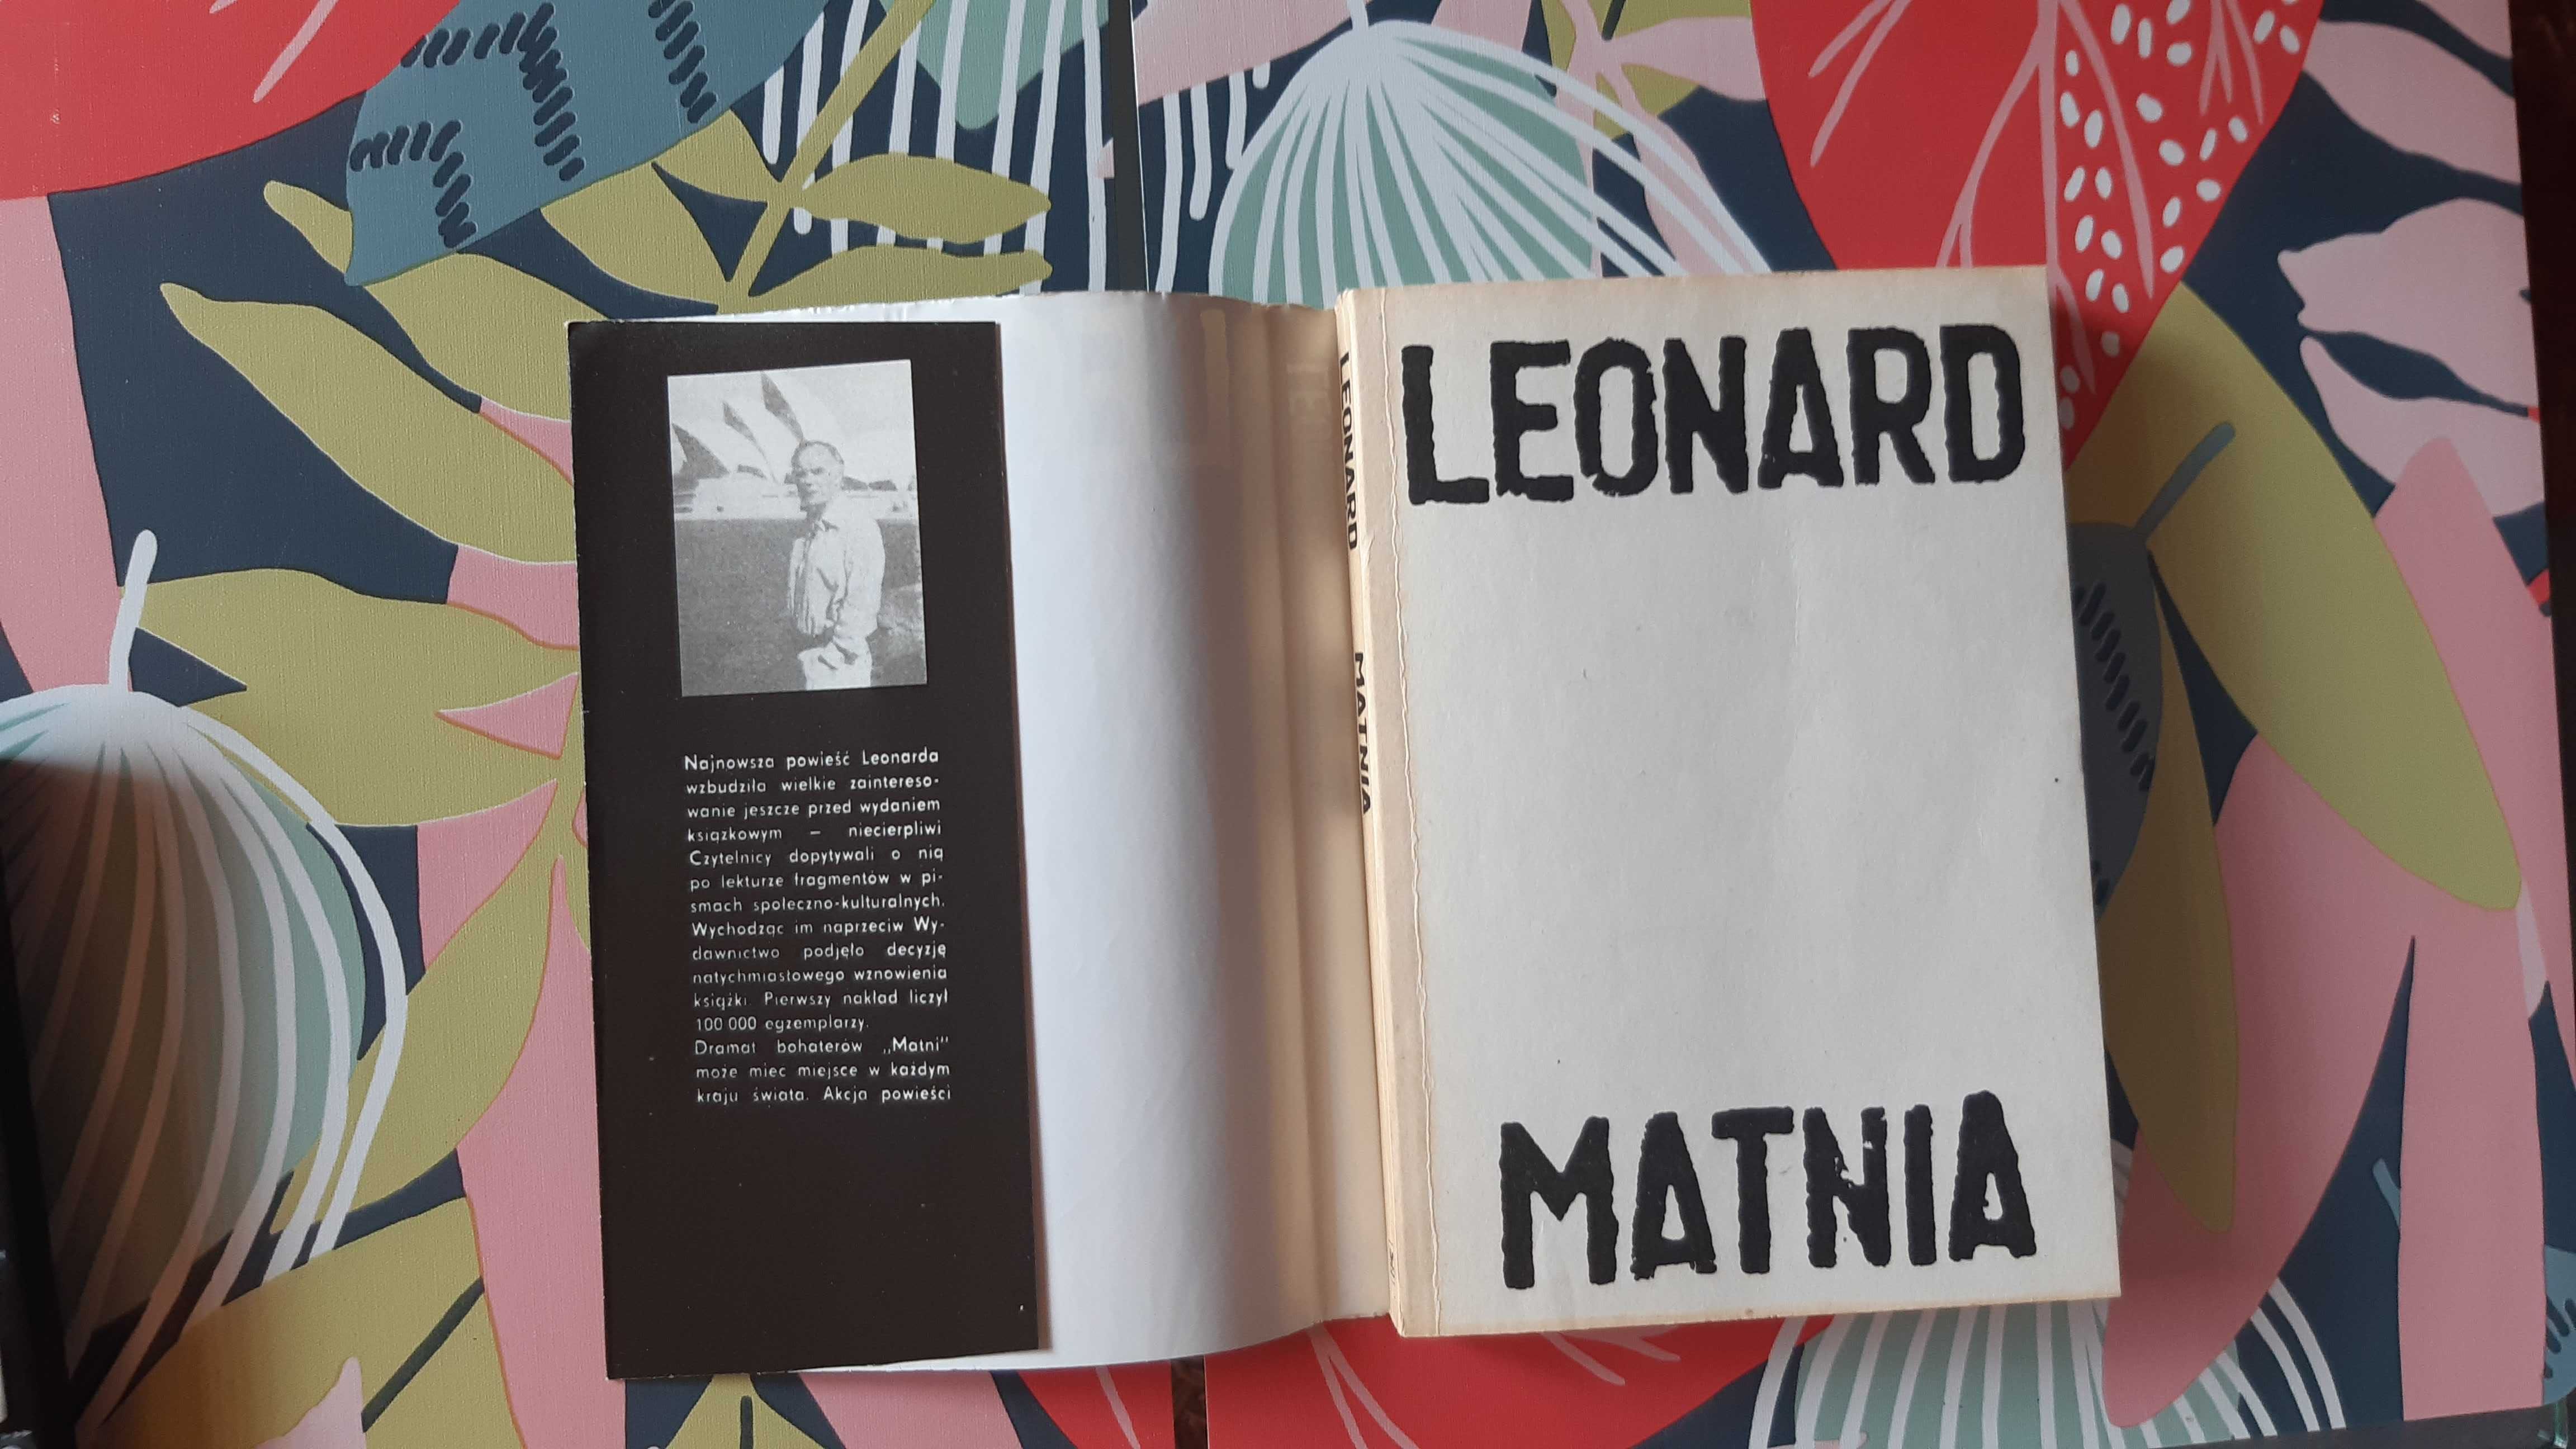 Najnowsza powieść Leonarda
wzbudziła wielkie zaintereso-
wanie jeszcze przed wydaniem
książkowym – niecierpliwi
Czytelnicy dopytywali o nią
po lekturze fragmentów w pi-
smach społeczno-kulturalnych.
Wychodząc im naprzeciw Wy-
dawnictwo podjęło decyzję
natychmiastowego wznowienia
książki. Pierwszy nakład liczył
100 000 egzemplarzy.
Dramat bohaterów „Matni"
może mieć miejsce w każdym
kraju świata. Akcja powieści
LEONARD MATNIA
LEONARD
MATNIA